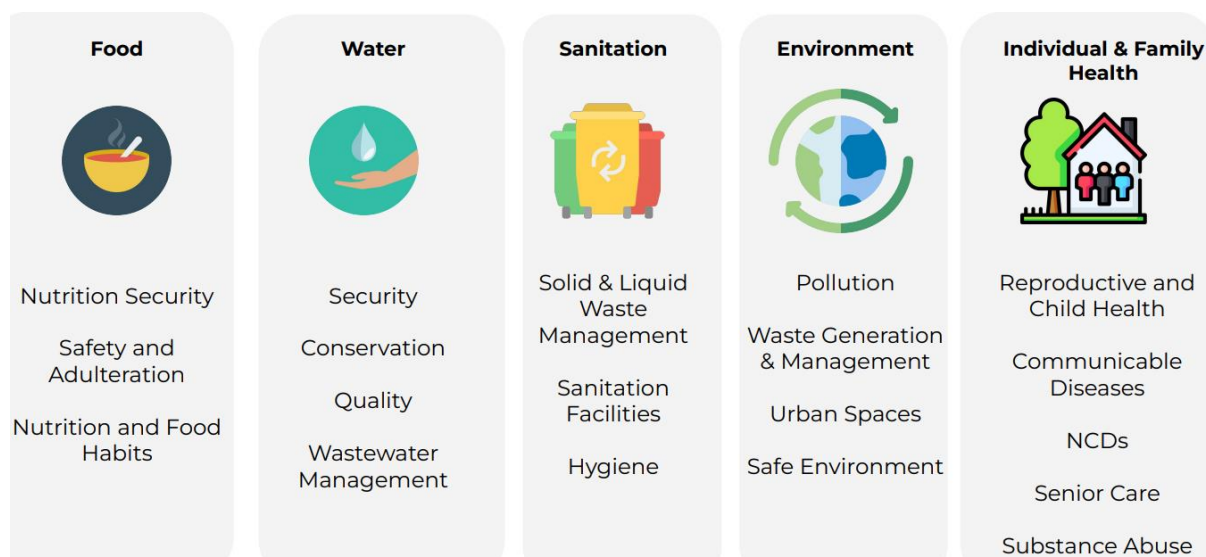 Food
Nutrition Security
Safety and
Adulteration
Nutrition and Food
Habits
Water
Security
Conservation
Quality
Wastewater
Management
Sanitation
Solid & Liquid
Waste
Management
Sanitation
Facilities
Hygiene
Environment
Pollution
Waste Generation
& Management
Urban Spaces
Safe Environment
Individual & Family
Health
Reproductive and
Child Health
Communicable
Diseases
NCDs
Senior Care
Substance Abuse